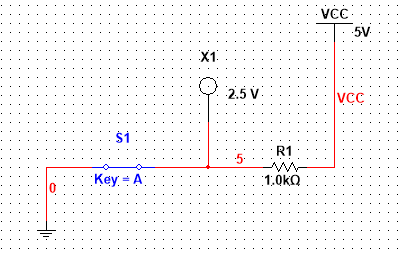 VCC
5V
X1
2.5 V
VCC
S1
5
R1
Key = A
1.0kΩ
0